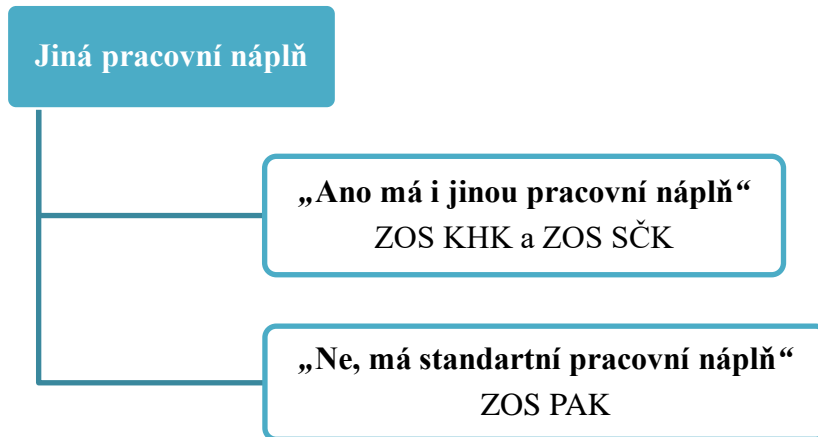 Jiná pracovní náplň
„Ano má i jinou pracovní náplň“
ZOS KHK a ZOS SČK
„Ne, má standartní pracovní náplň“
ZOS PAK